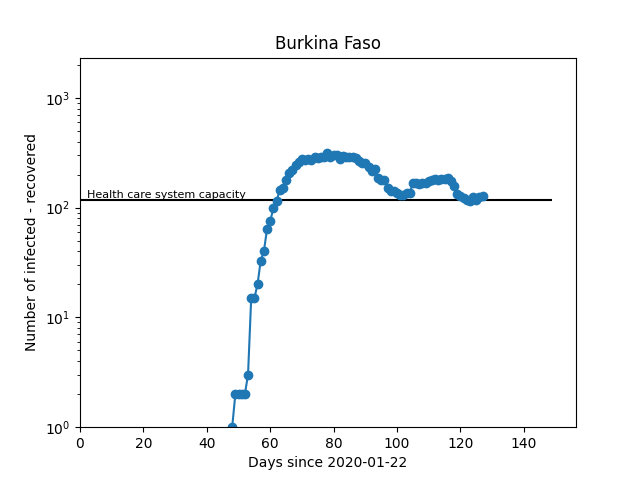 Burkina Faso
Number of infected - recovered
10³
10²
10¹
10⁰
Health care system capacity
0 20 40 60 80 100 120 140
Days since 2020-01-22